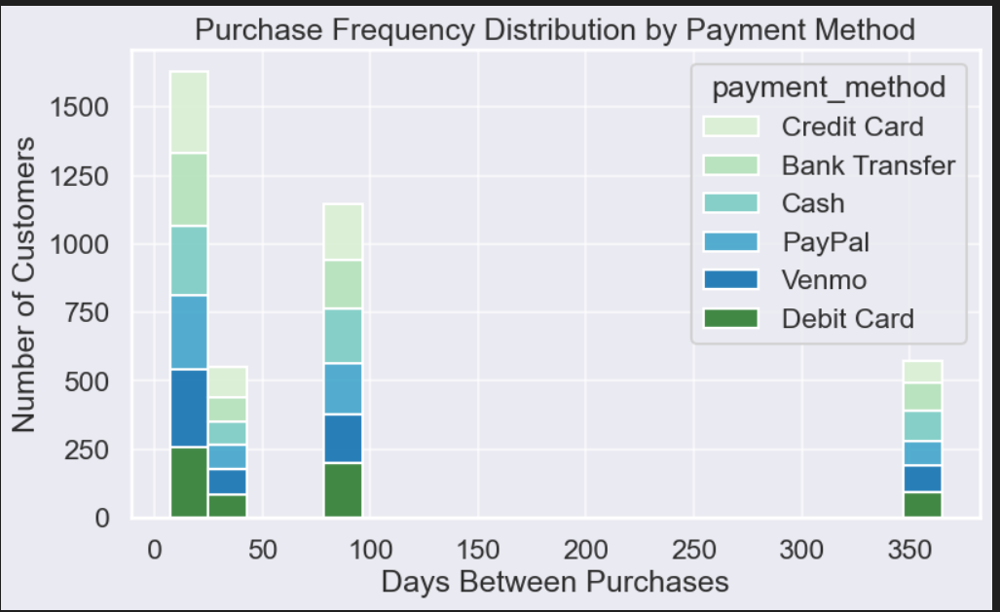 Purchase Frequency Distribution by Payment Method
payment_method
Credit Card
Bank Transfer
Cash
PayPal
Venmo
Debit Card
Number of Customers
1500
1250
1000
750
500
250
0
0 50 100 150 200 250 300 350
Days Between Purchases